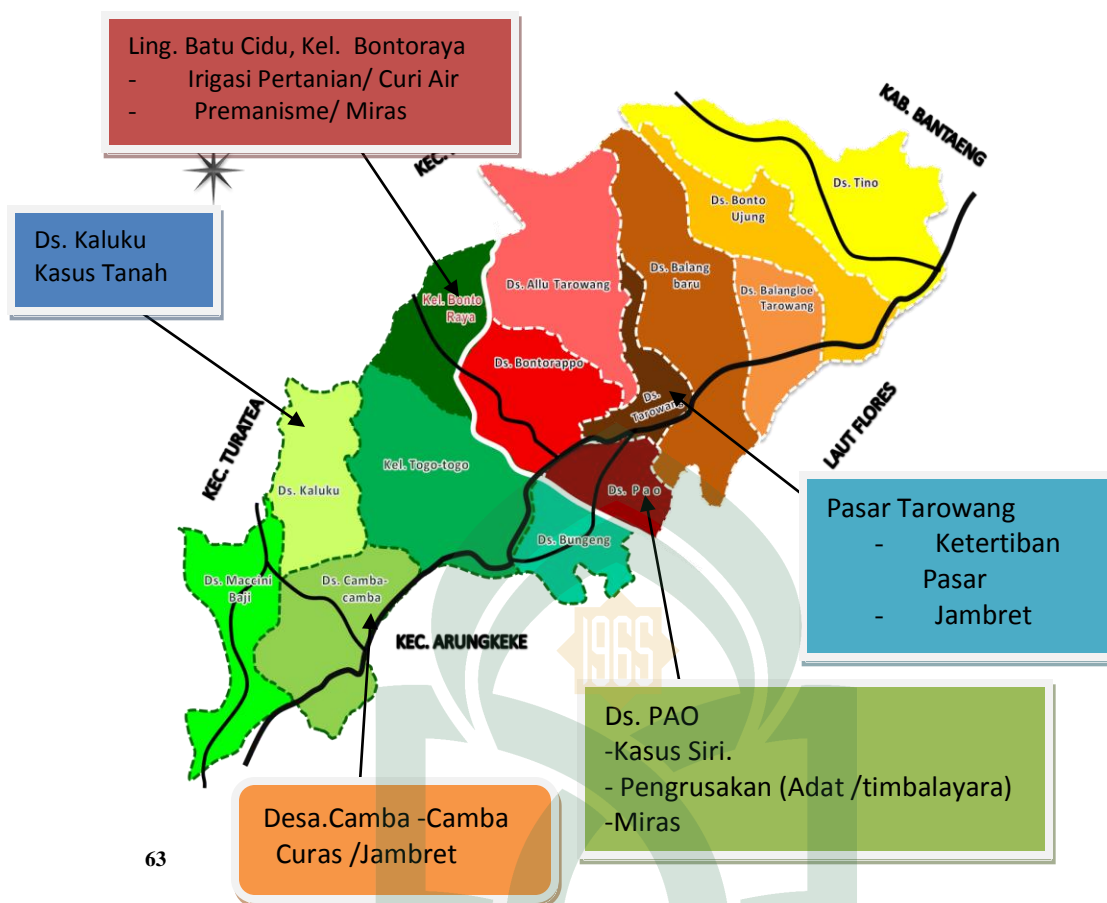 Ling. Batu Cidu, Kel. Bontoraya
- Irigasi Pertanian/ Curi Air
- Premanisme/ Miras
KAB. BANTAENG
KEC.
Ds. Tino
Ds. Bonto
Ujung
Ds. Kaluku
Kasus Tanah
Ds. Allu Tarowang
Ds. Balang
baru
Ds. Balangloe
Tarowang
Kel. Bonto
Raya
Ds. Bontorappo
Ds.
Tarowang
LAUT FLORES
KEC. TURATEA
Kel. Togo-togo
Ds. Kaluku
Ds. Pao
Ds. Bungeng
Pasar Tarowang
- Ketertiban
Pasar
- Jambret
Ds. Maccini
Baji
Ds. Camba-
camba
KEC. ARUNGKEKE
1965
Ds. PAO
-Kasus Siri.
- Pengrusakan (Adat /timbalayara)
-Miras
Desa.Camba -Camba
Curas /Jambret
63